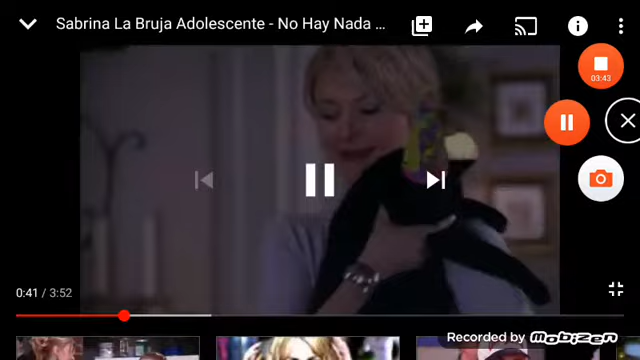 Sabrina La Bruja Adolescente - No Hay Nada ...
03:43
0:41 / 3:52
Recorded by mobizen